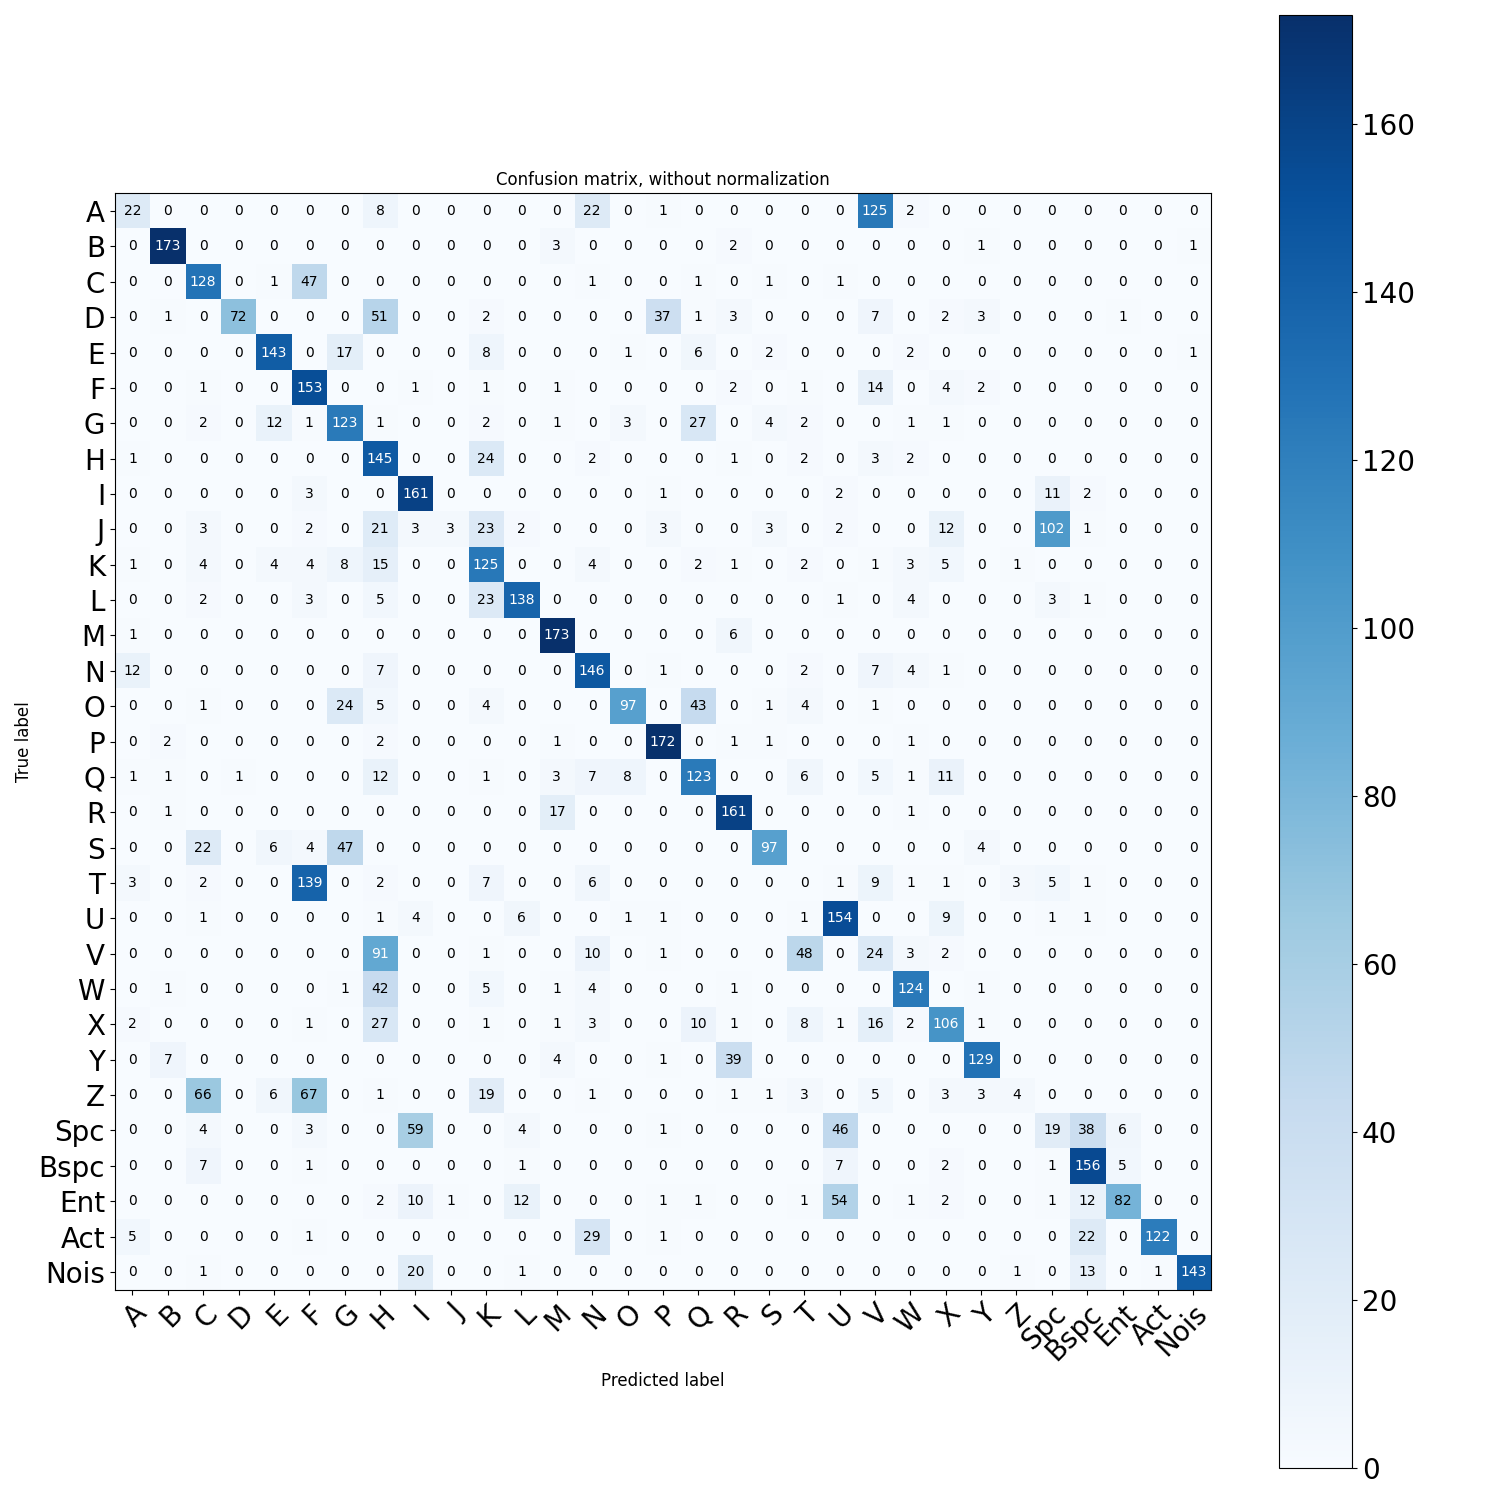 Confusion matrix, without normalization
A 22 0 0 0 0 0 0 8 0 0 0 0 0 22 0 1 0 0 0 0 0 125 2 0 0 0 0 0 0 0 0
B 0 173 0 0 0 0 0 0 0 0 0 0 3 0 0 0 0 2 0 0 0 0 0 0 1 0 0 0 0 0 1
C 0 0 128 0 1 47 0 0 0 0 0 0 0 1 0 0 1 0 1 0 1 0 0 0 0 0 0 0 0 0 0
D 0 1 0 72 0 0 0 51 0 0 2 0 0 0 0 37 1 3 0 0 0 7 0 2 3 0 0 0 1 0 0
E 0 0 0 0 143 0 17 0 0 0 8 0 0 0 1 0 6 0 2 0 0 0 2 0 0 0 0 0 0 0 1
F 0 0 1 0 0 153 0 0 1 0 1 0 1 0 0 0 0 2 0 1 0 14 0 4 2 0 0 0 0 0 0
G 0 0 2 0 12 1 123 1 0 0 2 0 1 0 3 0 27 0 4 2 0 0 1 1 0 0 0 0 0 0 0
H 1 0 0 0 0 0 0 145 0 0 24 0 0 2 0 0 0 1 0 2 0 3 2 0 0 0 0 0 0 0 0
I 0 0 0 0 0 3 0 0 161 0 0 0 0 0 0 1 0 0 0 0 2 0 0 0 0 0 11 2 0 0 0
J 0 0 3 0 0 2 0 21 3 3 23 2 0 0 0 3 0 0 3 0 2 0 0 12 0 0 102 1 0 0 0
K 1 0 4 0 4 4 8 15 0 0 125 0 0 4 0 0 2 1 0 2 0 1 3 5 0 1 0 0 0 0 0
L 0 0 2 0 0 3 0 5 0 0 23 138 0 0 0 0 0 0 0 0 1 0 4 0 0 0 3 1 0 0 0
M 1 0 0 0 0 0 0 0 0 0 0 0 173 0 0 0 0 6 0 0 0 0 0 0 0 0 0 0 0 0 0
N 12 0 0 0 0 0 0 7 0 0 0 0 0 146 0 1 0 0 0 2 0 7 4 1 0 0 0 0 0 0 0
O 0 0 1 0 0 0 24 5 0 0 4 0 0 0 97 0 43 0 1 4 0 1 0 0 0 0 0 0 0 0 0
P 0 2 0 0 0 0 0 2 0 0 0 0 1 0 0 172 0 1 1 0 0 0 1 0 0 0 0 0 0 0 0
Q 1 1 0 1 0 0 0 12 0 0 1 0 3 7 8 0 123 0 0 6 0 5 1 11 0 0 0 0 0 0 0
R 0 1 0 0 0 0 0 0 0 0 0 0 17 0 0 0 0 161 0 0 0 0 1 0 0 0 0 0 0 0 0
S 0 0 22 0 6 4 47 0 0 0 0 0 0 0 0 0 0 0 97 0 0 0 0 0 4 0 0 0 0 0 0
T 3 0 2 0 0 139 0 2 0 0 7 0 0 6 0 0 0 0 0 0 1 9 1 1 0 3 5 1 0 0 0
U 0 0 1 0 0 0 0 1 4 0 0 6 0 0 1 1 0 0 0 1 154 0 0 9 0 0 1 1 0 0 0
V 0 0 0 0 0 0 0 91 0 0 1 0 0 10 0 1 0 0 0 48 0 24 3 2 0 0 0 0 0 0 0
W 0 1 0 0 0 0 1 42 0 0 5 0 1 4 0 0 0 1 0 0 0 0 124 0 1 0 0 0 0 0 0
X 2 0 0 0 0 1 0 27 0 0 1 0 1 3 0 0 10 1 0 8 1 16 2 106 1 0 0 0 0 0 0
Y 0 7 0 0 0 0 0 0 0 0 0 0 4 0 0 1 0 39 0 0 0 0 0 0 129 0 0 0 0 0 0
Z 0 0 66 0 6 67 0 1 0 0 19 0 0 1 0 0 0 1 1 3 0 5 0 3 3 4 0 0 0 0 0
Spc 0 0 4 0 0 3 0 0 59 0 0 4 0 0 0 1 0 0 0 0 46 0 0 0 0 0 19 38 6 0 0
Bspc 0 0 7 0 0 1 0 0 0 0 0 1 0 0 0 0 0 0 0 0 7 0 0 2 0 0 1 156 5 0 0
Ent 0 0 0 0 0 0 0 2 10 1 0 12 0 0 0 1 1 0 0 1 54 0 1 2 0 0 1 12 82 0 0
Act 5 0 0 0 0 1 0 0 0 0 0 0 0 29 0 1 0 0 0 0 0 0 0 0 0 0 0 22 0 122 0
Nois 0 0 1 0 0 0 0 0 20 0 0 1 0 0 0 0 0 0 0 0 0 0 0 0 0 1 0 13 0 1 143
A B C D E F G H I J K L M N O P Q R S T U V W X Y Z Spc Bspc Ent Act Nois
True label
Predicted label
160
140
120
100
80
60
40
20
0